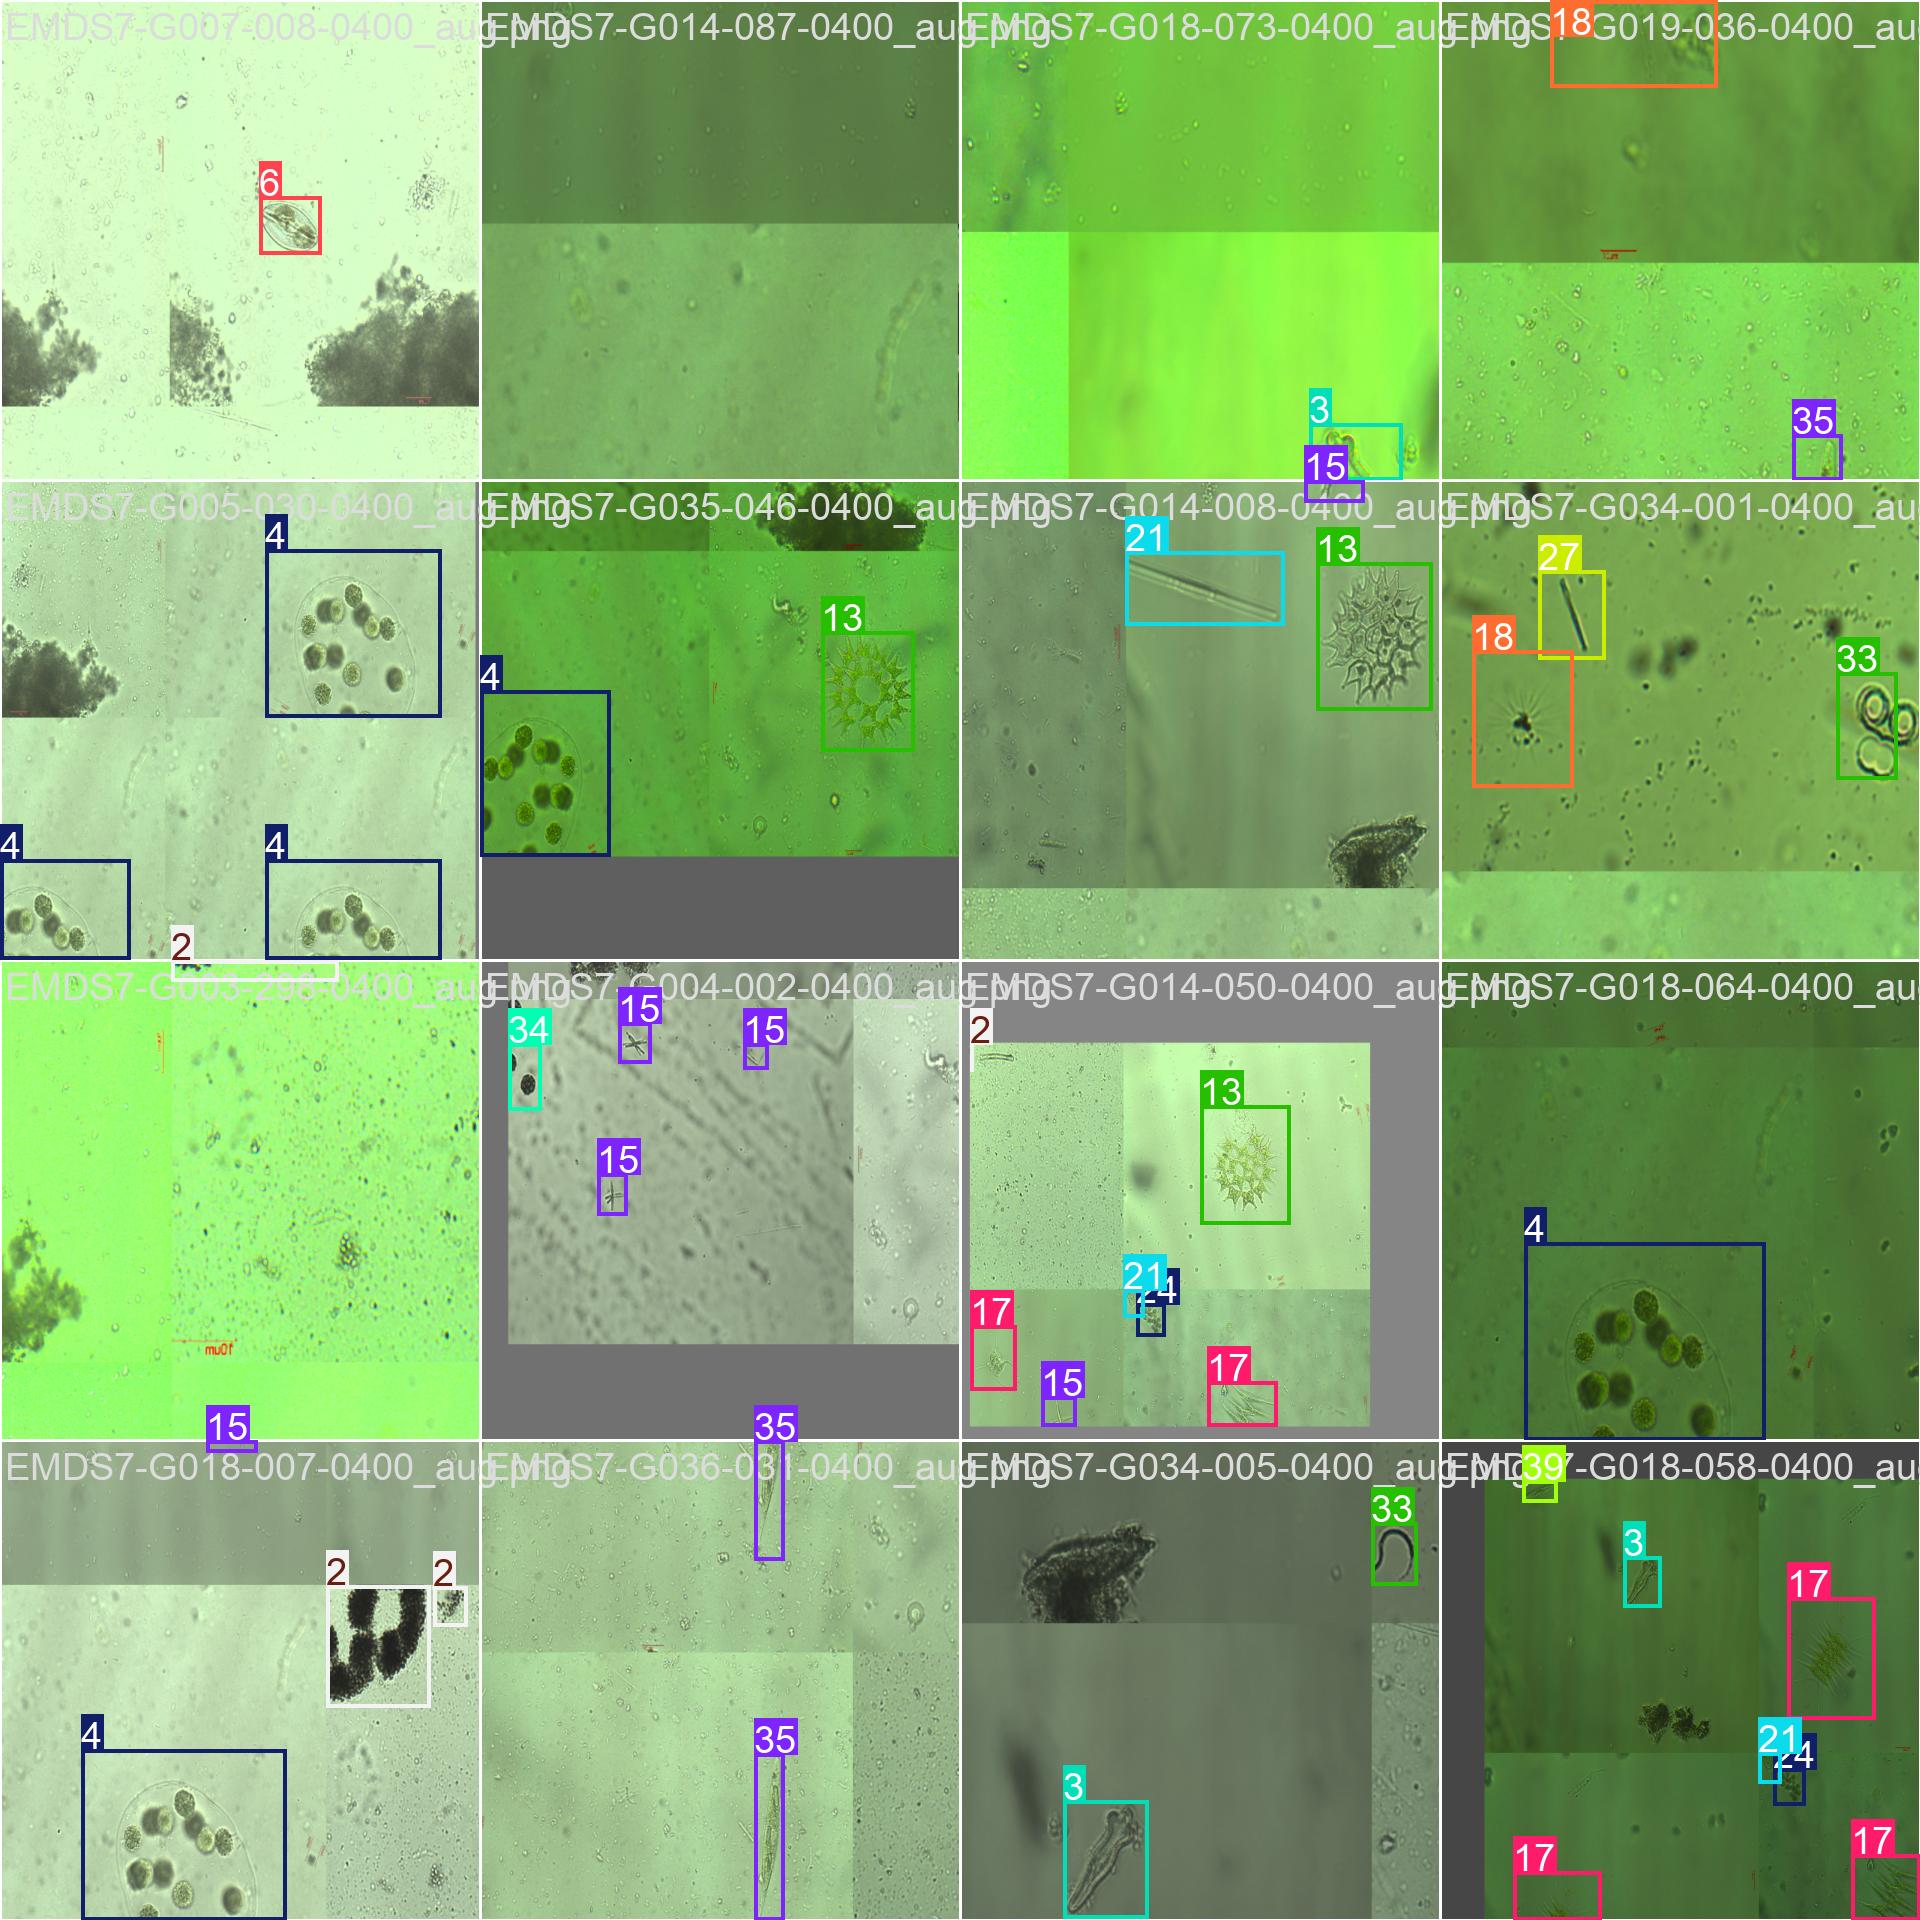 EMDS7-G007-008-0400_aug.png
EMDS7-G014-087-0400_aug.png
EMDS7-G018-073-0400_aug.png
EMDS7-G019-036-0400_au
18
6
3
15
35
EMDS7-G005-030-0400_aug.png
EMDS7-G035-046-0400_aug.png
EMDS7-G014-008-0400_aug.png
EMDS7-G034-001-0400_au
4
21
13
27
13
18
33
4
4
4
2
EMDS7-G003-298-0400_aug.png
EMDS7-G004-002-0400_aug.png
EMDS7-G014-050-0400_aug.png
EMDS7-G018-064-0400_au
15
15
34
2
13
15
4
21
24
17
10um
17
15
15
35
EMDS7-G018-007-0400_aug.png
EMDS7-G036-031-0400_aug.png
EMDS7-G034-005-0400_aug.png
EMDS7-G018-058-0400_au
39
33
3
2
2
17
4
35
21
24
3
17
17